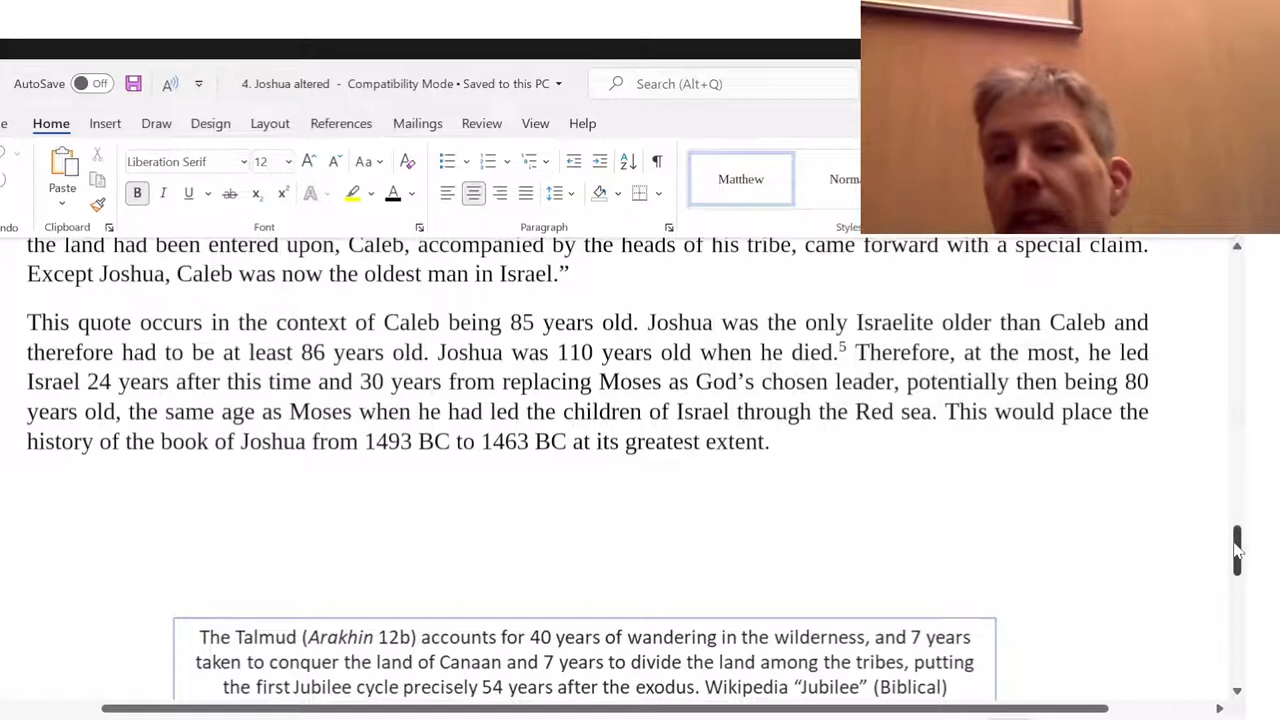 AutoSave Off 4. Joshua altered - Compatibility Mode • Saved to this PC Search (Alt+Q)
Home Insert Draw Design Layout References Mailings Review View Help
Paste Liberation Serif 12 Matthew Norm
Clipboard Font Paragraph Styles
the land had been entered upon, Caleb, accompanied by the heads of his tribe, came forward with a special claim.
Except Joshua, Caleb was now the oldest man in Israel.”
This quote occurs in the context of Caleb being 85 years old. Joshua was the only Israelite older than Caleb and
therefore had to be at least 86 years old. Joshua was 110 years old when he died.⁵ Therefore, at the most, he led
Israel 24 years after this time and 30 years from replacing Moses as God’s chosen leader, potentially then being 80
years old, the same age as Moses when he had led the children of Israel through the Red sea. This would place the
history of the book of Joshua from 1493 BC to 1463 BC at its greatest extent.
The Talmud (Arakhin 12b) accounts for 40 years of wandering in the wilderness, and 7 years
taken to conquer the land of Canaan and 7 years to divide the land among the tribes, putting
the first Jubilee cycle precisely 54 years after the exodus. Wikipedia “Jubilee” (Biblical)